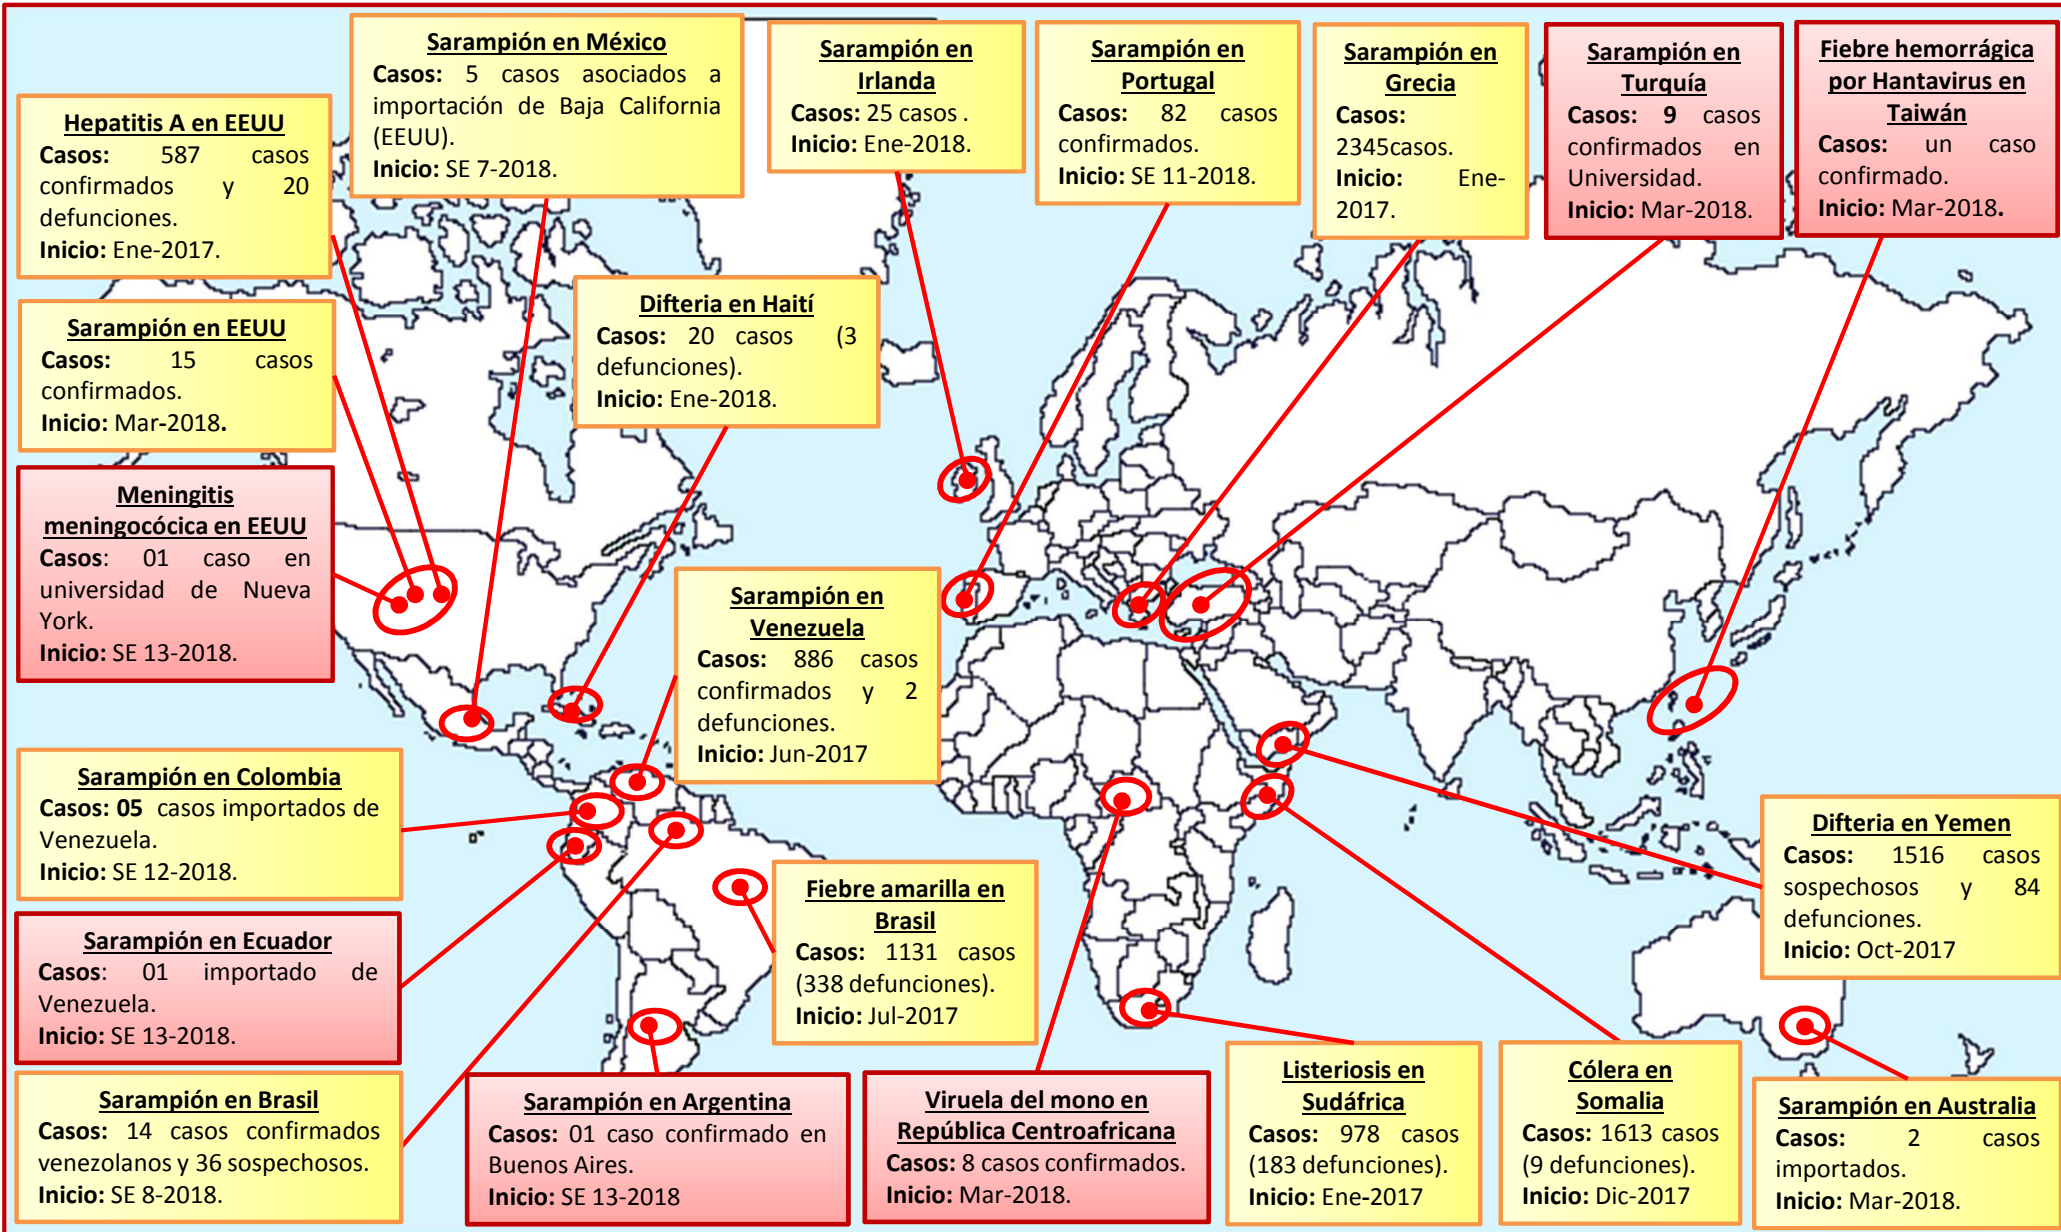 Sarampión en México
Casos: 5 casos asociados a
importación de Baja California
(EEUU).
Inicio: SE 7-2018.
Sarampión en
Irlanda
Casos: 25 casos .
Inicio: Ene-2018.
Sarampión en
Portugal
Casos: 82 casos
confirmados.
Inicio: SE 11-2018.
Sarampión en
Grecia
Casos:
2345casos.
Inicio: Ene-
2017.
Sarampión en
Turquía
Casos: 9 casos
confirmados en
Universidad.
Inicio: Mar-2018.
Fiebre hemorrágica
por Hantavirus en
Taiwán
Casos: un caso
confirmado.
Inicio: Mar-2018.
Hepatitis A en EEUU
Casos: 587 casos
confirmados y 20
defunciones.
Inicio: Ene-2017.
Sarampión en EEUU
Casos: 15 casos
confirmados.
Inicio: Mar-2018.
Difteria en Haití
Casos: 20 casos (3
defunciones).
Inicio: Ene-2018.
Meningitis
meningocócica en EEUU
Casos: 01 caso en
universidad de Nueva
York.
Inicio: SE 13-2018.
Sarampión en
Venezuela
Casos: 886 casos
confirmados y 2
defunciones.
Inicio: Jun-2017
Sarampión en Colombia
Casos: 05 casos importados de
Venezuela.
Inicio: SE 12-2018.
Difteria en Yemen
Casos: 1516 casos
sospechosos y 84
defunciones.
Inicio: Oct-2017
Fiebre amarilla en
Brasil
Casos: 1131 casos
(338 defunciones).
Inicio: Jul-2017
Sarampión en Ecuador
Casos: 01 importado de
Venezuela.
Inicio: SE 13-2018.
Sarampión en Brasil
Casos: 14 casos confirmados
venezolanos y 36 sospechosos.
Inicio: SE 8-2018.
Sarampión en Argentina
Casos: 01 caso confirmado en
Buenos Aires.
Inicio: SE 13-2018
Viruela del mono en
República Centroafricana
Casos: 8 casos confirmados.
Inicio: Mar-2018.
Listeriosis en
Sudáfrica
Casos: 978 casos
(183 defunciones).
Inicio: Ene-2017
Cólera en
Somalia
Casos: 1613 casos
(9 defunciones).
Inicio: Dic-2017
Sarampión en Australia
Casos: 2 casos
importados.
Inicio: Mar-2018.